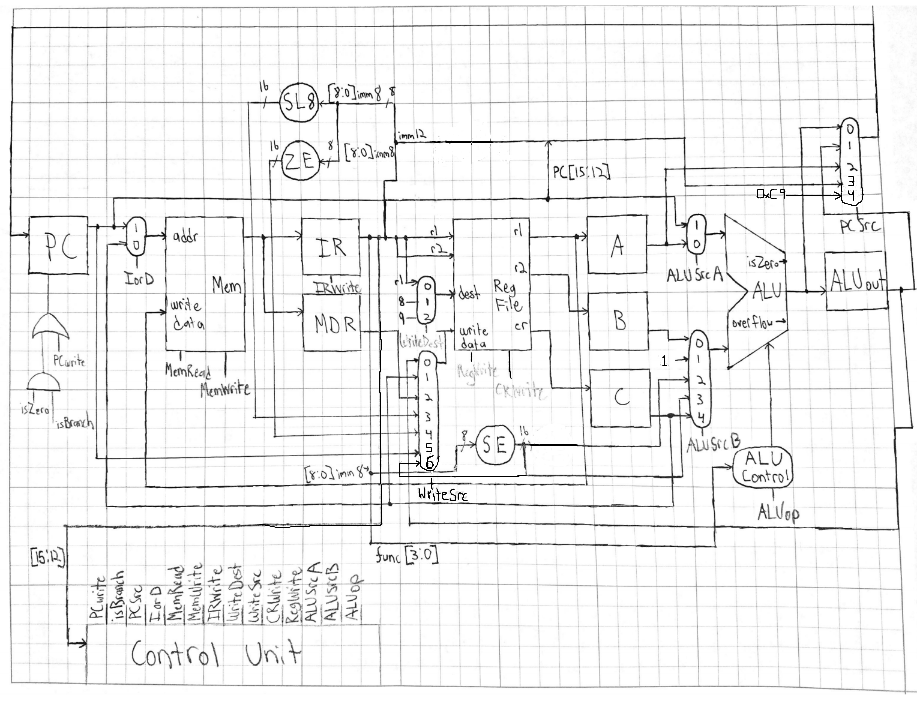 16
SL8
[8:0]imm8
8
16
ZE
8
[8:0]imm8
imm12
PC[15:12]
0
1
2
3
4
0xC9
PCSrc
PC
1
0
IorD
addr
Mem
write
data
MemRead
MemWrite
IR
IRWrite
MDR
r1
r2
r1
8
9
0
1
2
WriteDest
dest
write
data
Reg
File
r1
r2
cr
RegWrite
CRWrite
A
B
C
1
0
ALUSrcA
isZero
ALU
overflow
ALUout
1
0
1
2
3
4
ALUSrcB
PCwrite
isZero
isBranch
0
1
2
3
4
5
6
WriteSrc
[8:0]imm8
8
SE
16
ALU
Control
ALUop
func[3:0]
[15:12]
PCwrite
isBranch
PCSrc
IorD
MemRead
MemWrite
IRWrite
WriteDest
WriteSrc
CRWrite
RegWrite
ALUSrcA
ALUSrcB
ALUop
Control Unit